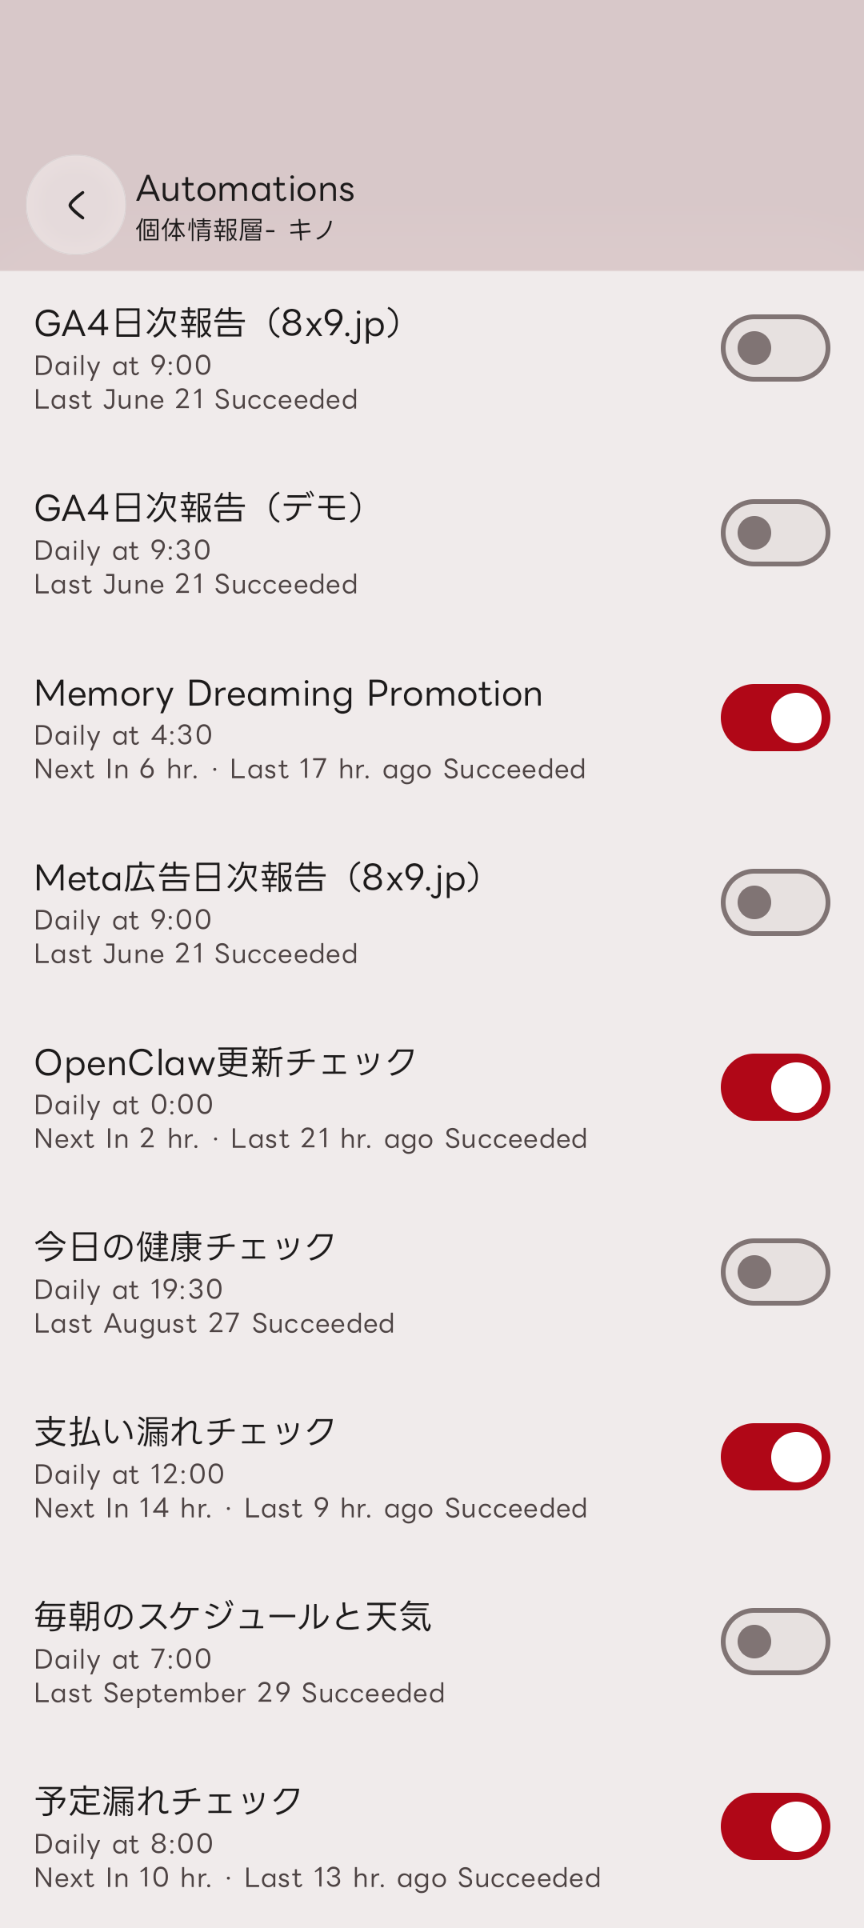 Automations
個体情報層- キノ
GA4日次報告（8x9.jp）
Daily at 9:00
Last June 21 Succeeded
GA4日次報告（デモ）
Daily at 9:30
Last June 21 Succeeded
Memory Dreaming Promotion
Daily at 4:30
Next In 6 hr. · Last 17 hr. ago Succeeded
Meta広告日次報告（8x9.jp）
Daily at 9:00
Last June 21 Succeeded
OpenClaw更新チェック
Daily at 0:00
Next In 2 hr. · Last 21 hr. ago Succeeded
今日の健康チェック
Daily at 19:30
Last August 27 Succeeded
支払い漏れチェック
Daily at 12:00
Next In 14 hr. · Last 9 hr. ago Succeeded
毎朝のスケジュールと天気
Daily at 7:00
Last September 29 Succeeded
予定漏れチェック
Daily at 8:00
Next In 10 hr. · Last 13 hr. ago Succeeded